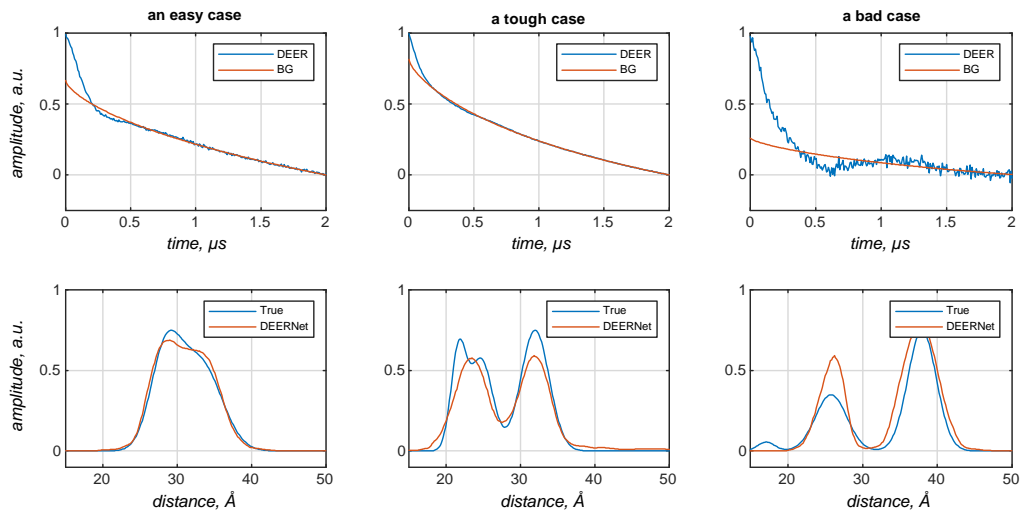 an easy case
a tough case
a bad case
1
0.5
0
amplitude, a.u.
DEER
BG
0
0.5
1
1.5
2
time, µs
1
0.5
0
DEER
BG
0
0.5
1
1.5
2
time, µs
1
0.5
0
DEER
BG
0
0.5
1
1.5
2
time, µs
1
0.5
0
amplitude, a.u.
True
DEERNet
20
30
40
50
distance, Å
1
0.5
0
True
DEERNet
20
30
40
50
distance, Å
1
0.5
0
True
DEERNet
20
30
40
50
distance, Å